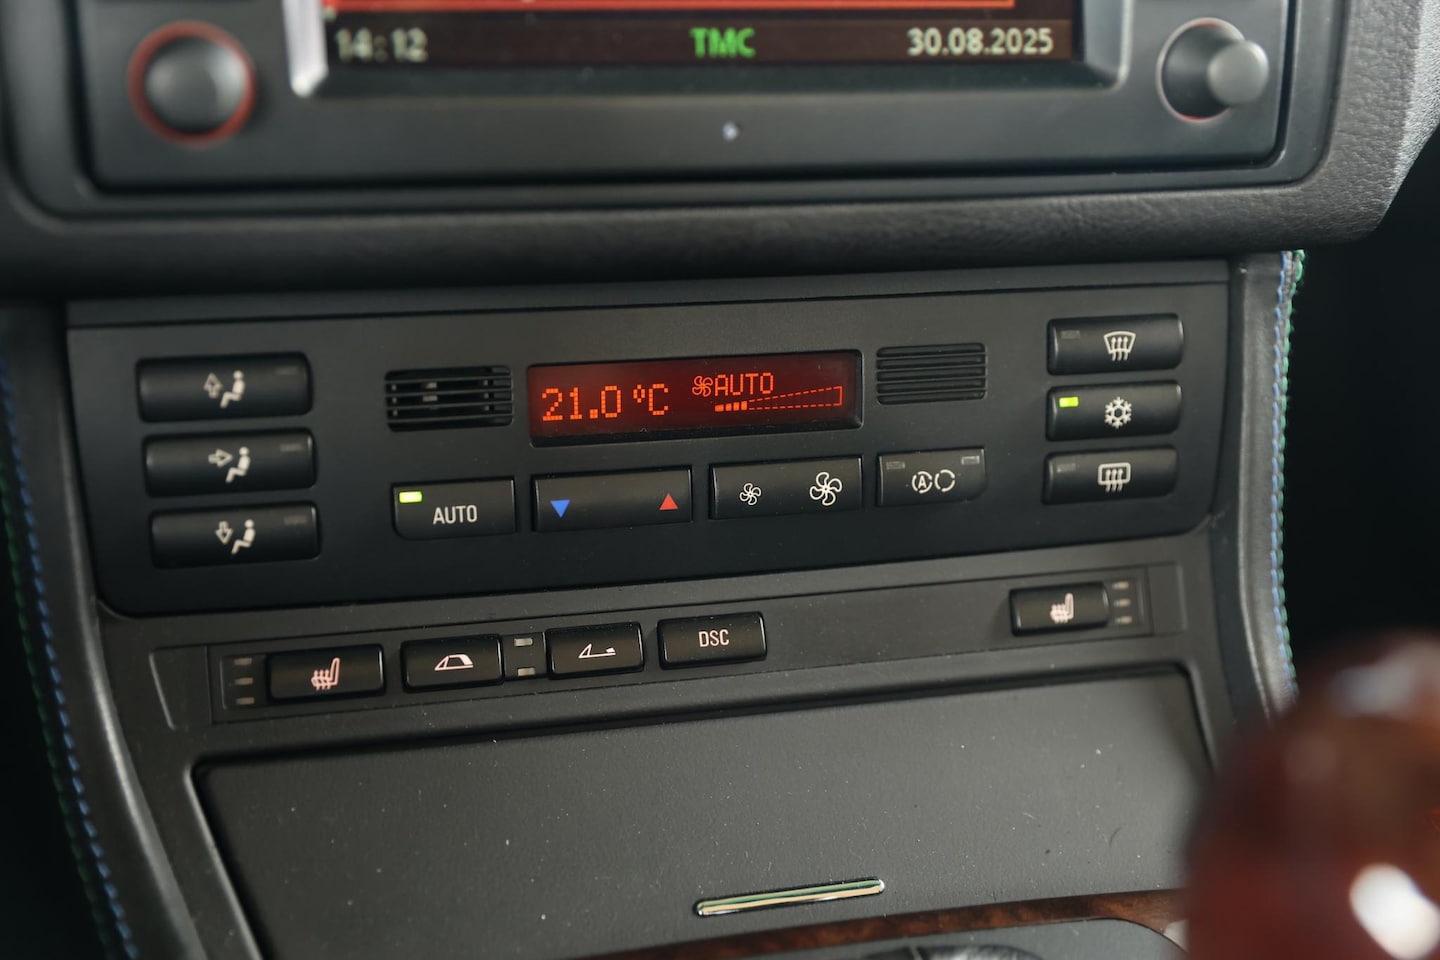 14:12 TMC 30.08.2025
21.0 °C AUTO
AUTO
A
DSC